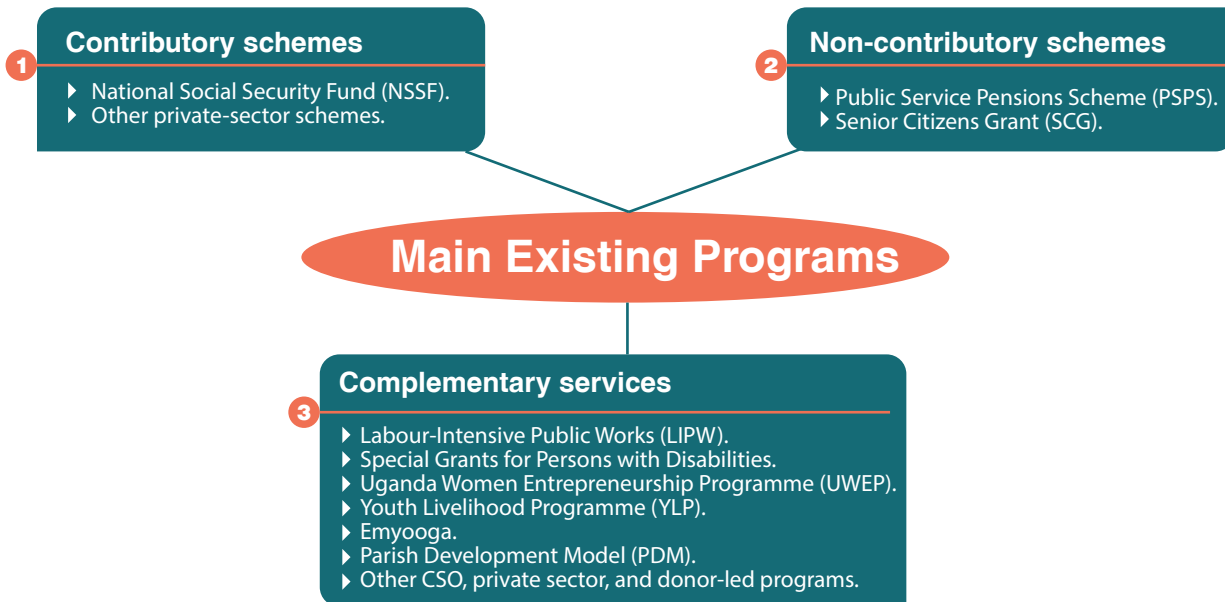 Contributory schemes
1
National Social Security Fund (NSSF).
Other private-sector schemes.
Non-contributory schemes
2
Public Service Pensions Scheme (PSPS).
Senior Citizens Grant (SCG).
Main Existing Programs
Complementary services
3
Labour-Intensive Public Works (LIPW).
Special Grants for Persons with Disabilities.
Uganda Women Entrepreneurship Programme (UWEP).
Youth Livelihood Programme (YLP).
Emyooga.
Parish Development Model (PDM).
Other CSO, private sector, and donor-led programs.